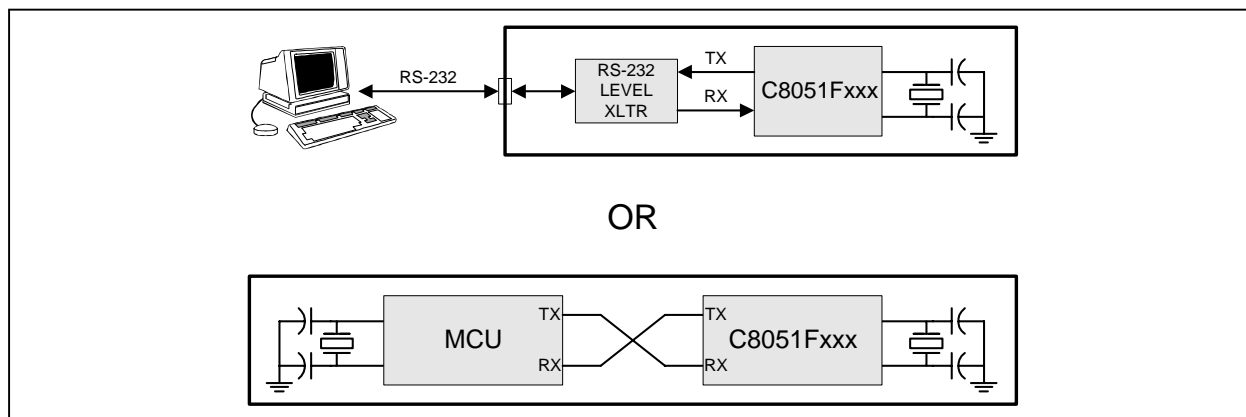 RS-232
RS-232
LEVEL
XLTR
TX
RX
C8051Fxxx
OR
MCU
TX
RX
TX
RX
C8051Fxxx